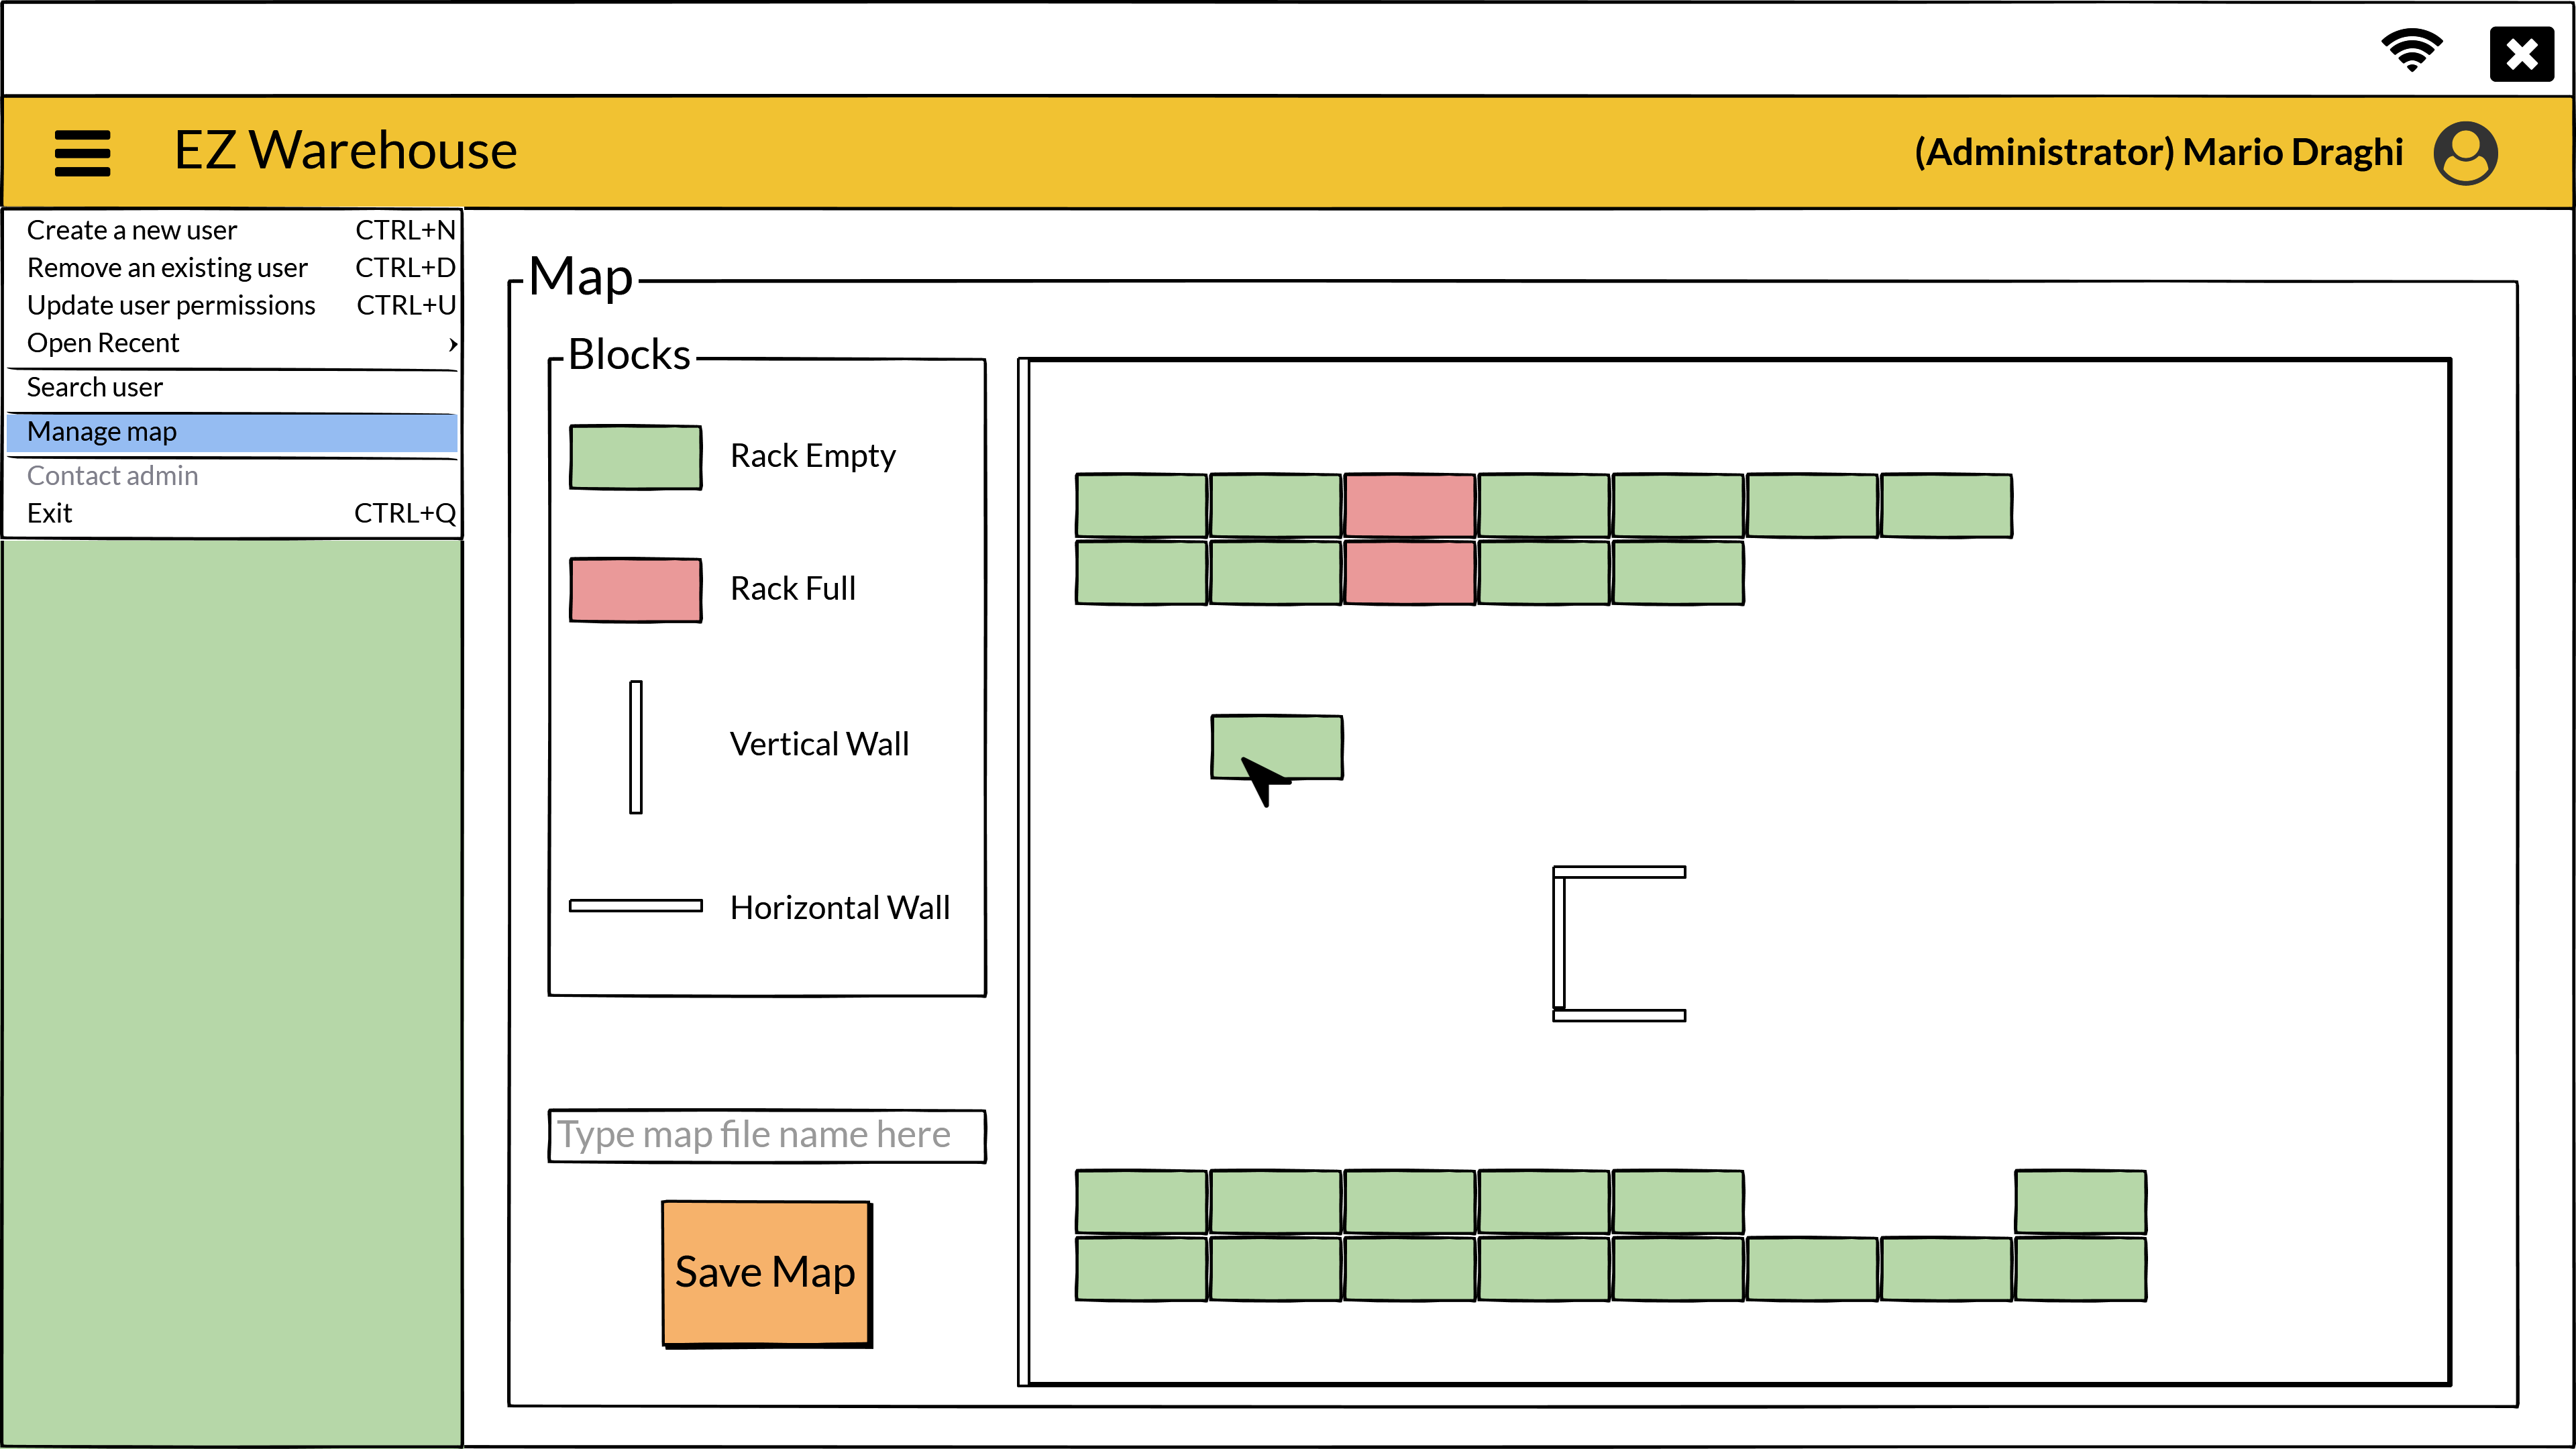 EZ Warehouse
(Administrator) Mario Draghi
Create a new user CTRL+N
Remove an existing user CTRL+D
Update user permissions CTRL+U
Open Recent
Search user
Manage map
Contact admin
Exit CTRL+Q
Map
Blocks
Rack Empty
Rack Full
Vertical Wall
Horizontal Wall
Type map file name here
Save Map